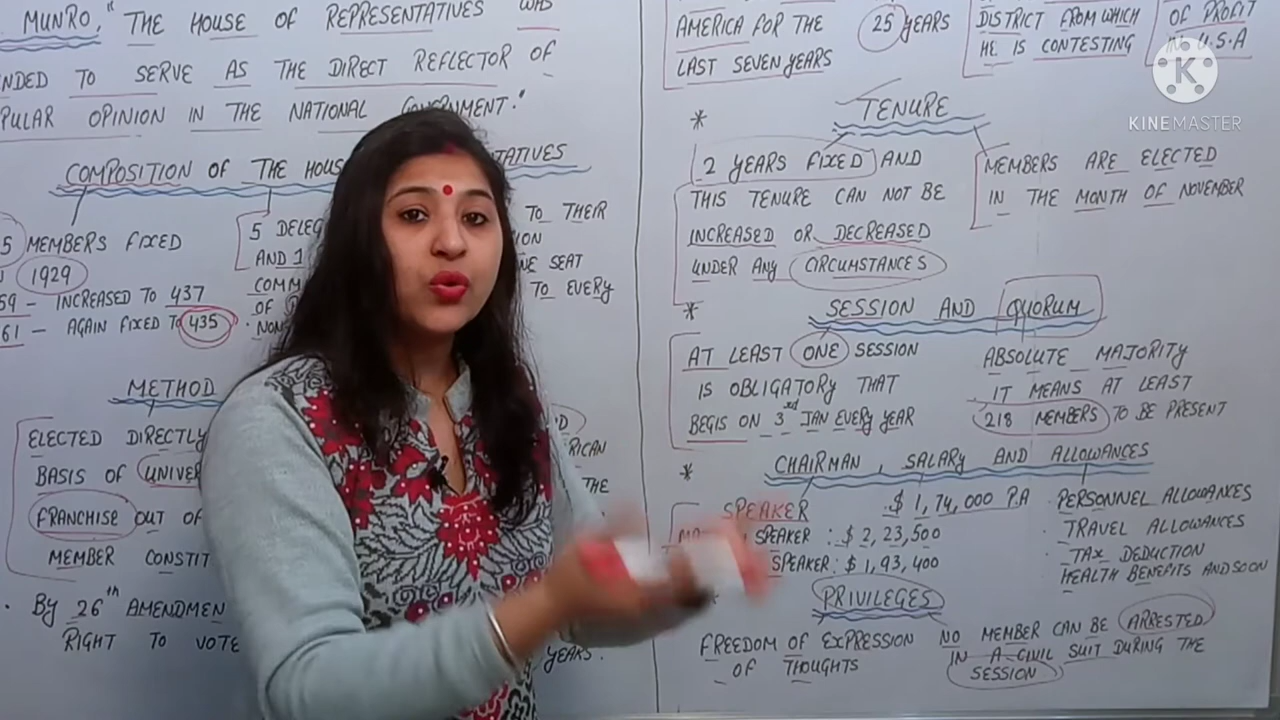 MUNRO," THE HOUSE OF REPRESENTATIVES WAS
NDED TO SERVE AS THE DIRECT REFLECTOR OF
PULAR OPINION IN THE NATIONAL GOVERNMENT."
COMPOSITION OF THE HOUS TATIVES
5 MEMBERS FIXED
1929
59 - INCREASED TO 437
61 - AGAIN FIXED TO 435
5 DELEG TO THEIR
AND 1 NE SEAT
COMM TO EVERY
OF
NON
METHOD
ELECTED DIRECTLY
BASIS OF UNIVER
FRANCHISE OUT OF
MEMBER CONSTIT
RICAN
THE
. BY 26th AMENDMEN
RIGHT TO VOTE
YEARS.
AMERICA FOR THE
LAST SEVEN YEARS
25 YEARS
DISTRICT FROM WHICH
HE IS CONTESTING
OF PROFIT
U.S.A
KINEMASTER
* TENURE
2 YEARS FIXED AND
THIS TENURE CAN NOT BE
INCREASED OR DECREASED
UNDER ANY CIRCUMSTANCES
MEMBERS ARE ELECTED
IN THE MONTH OF NOVEMBER
* SESSION AND QUORUM
AT LEAST ONE SESSION
IS OBLIGATORY THAT
BEGIS ON 3rd JAN EVERY YEAR
ABSOLUTE MAJORITY
IT MEANS AT LEAST
218 MEMBERS TO BE PRESENT
* CHAIRMAN, SALARY AND ALLOWANCES
SPEAKER : $ 1,74,000 P.A
SPEAKER : $ 2,23,500
SPEAKER : $ 1,93,400
· PERSONNEL ALLOWANCES
· TRAVEL ALLOWANCES
· TAX DEDUCTION
HEALTH BENEFITS AND SOON
* PRIVILEGES
FREEDOM OF EXPRESSION
OF THOUGHTS
NO MEMBER CAN BE ARRESTED
IN A CIVIL SUIT DURING THE
SESSION